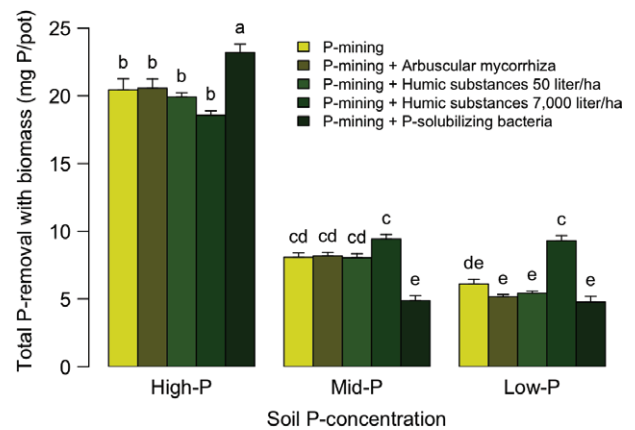 Total P-removal with biomass (mg P/pot)
25
20
15
10
5
0
P-mining
P-mining + Arbuscular mycorrhiza
P-mining + Humic substances 50 liter/ha
P-mining + Humic substances 7,000 liter/ha
P-mining + P-solubilizing bacteria
b b b b a
cd cd cd c e
de e e c e
High-P Mid-P Low-P
Soil P-concentration